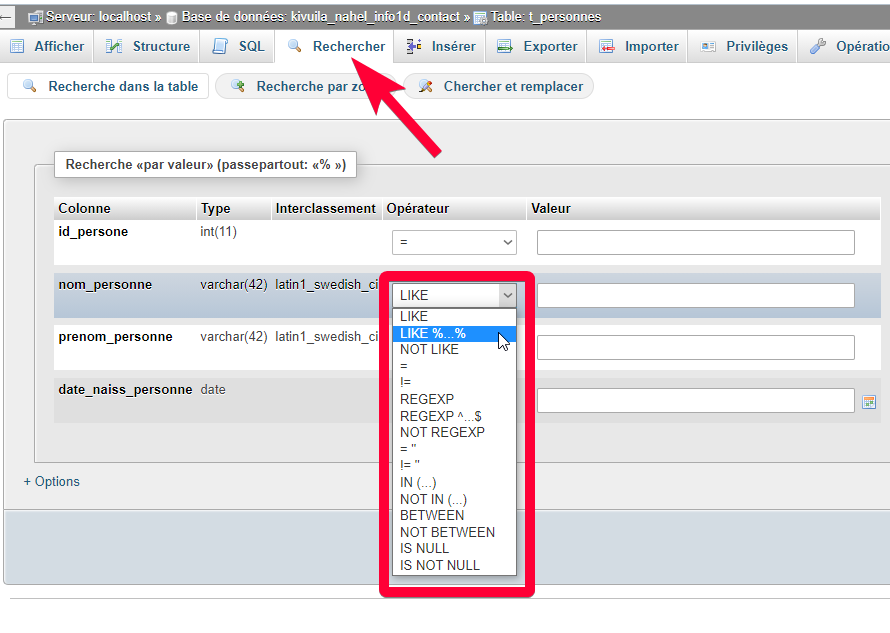 Serveur: localhost » Base de données: kivuila_nahel_info1d_contact » Table: t_personnes
Afficher Structure SQL Rechercher Insérer Exporter Importer Privilèges Opératio
Recherche dans la table Recherche par zo Chercher et remplacer
Recherche «par valeur» (passepartout: «% »)
Colonne Type Interclassement Opérateur Valeur
id_persone int(11) =
nom_personne varchar(42) latin1_swedish_ci LIKE
prenom_personne varchar(42) latin1_swedish_ci
date_naiss_personne date
LIKE
LIKE %...%
NOT LIKE
=
!=
REGEXP
REGEXP ^...$
NOT REGEXP
= ''
!= ''
IN (...)
NOT IN (...)
BETWEEN
NOT BETWEEN
IS NULL
IS NOT NULL
+ Options